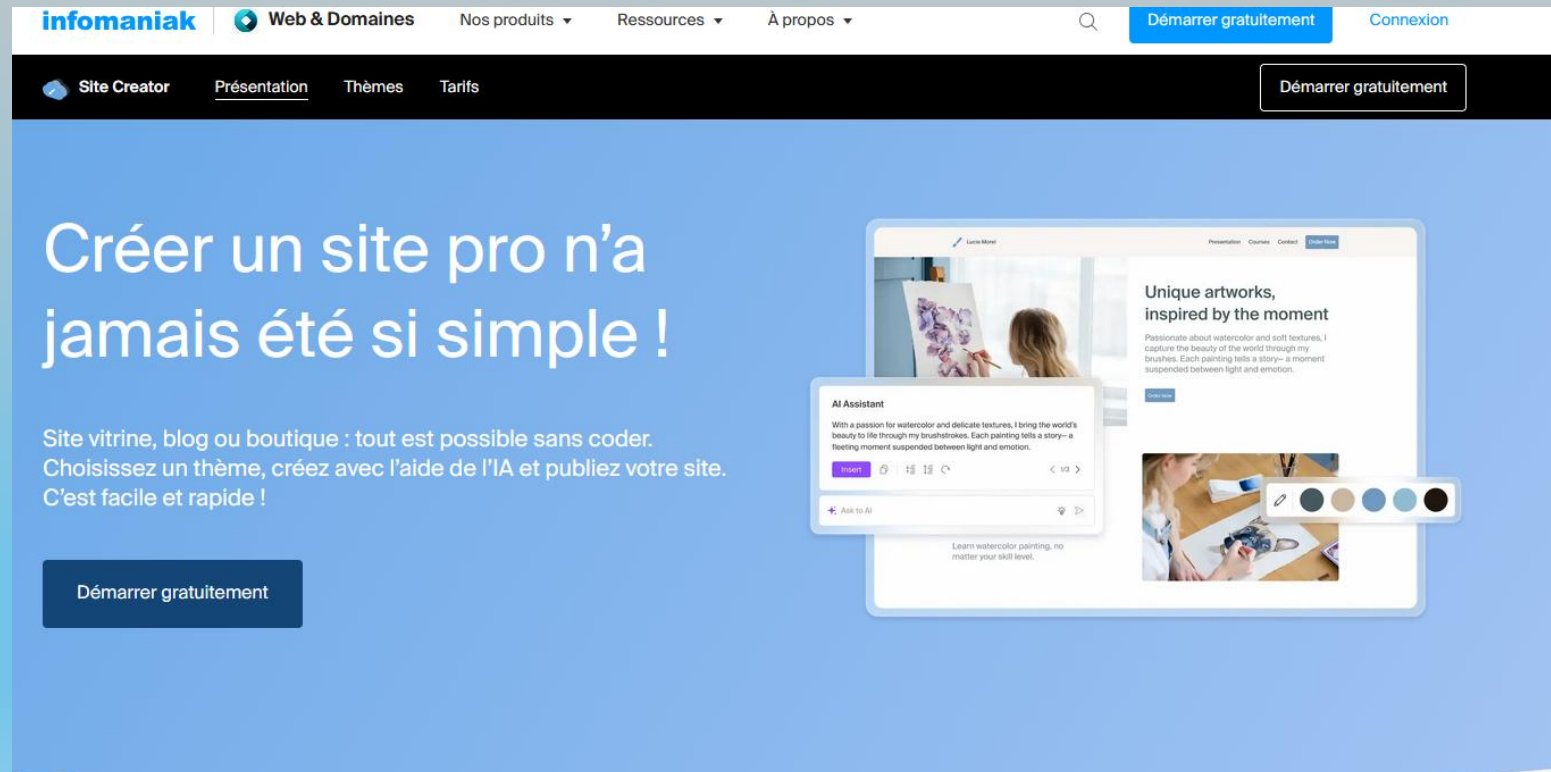 infomaniak
Web & Domaines
Nos produits
Ressources
À propos
Démarrer gratuitement
Connexion
Site Creator
Présentation
Thèmes
Tarifs
Démarrer gratuitement
Créer un site pro n’a
jamais été si simple !
Site vitrine, blog ou boutique : tout est possible sans coder.
Choisissez un thème, créez avec l’aide de l’IA et publiez votre site.
C’est facile et rapide !
Démarrer gratuitement
Lucie Morel
Presentation
Courses
Contact
Order Now
Unique artworks,
inspired by the moment
Passionate about watercolor and soft textures, I
capture the beauty of the world through my
brushes. Each painting tells a story— a moment
suspended between light and emotion.
Order Now
AI Assistant
With a passion for watercolor and delicate textures, I bring the world’s
beauty to life through my brushstrokes. Each painting tells a story— a
fleeting moment suspended between light and emotion.
Insert
1/3
Ask to AI
Learn watercolor painting, no
matter your skill level.